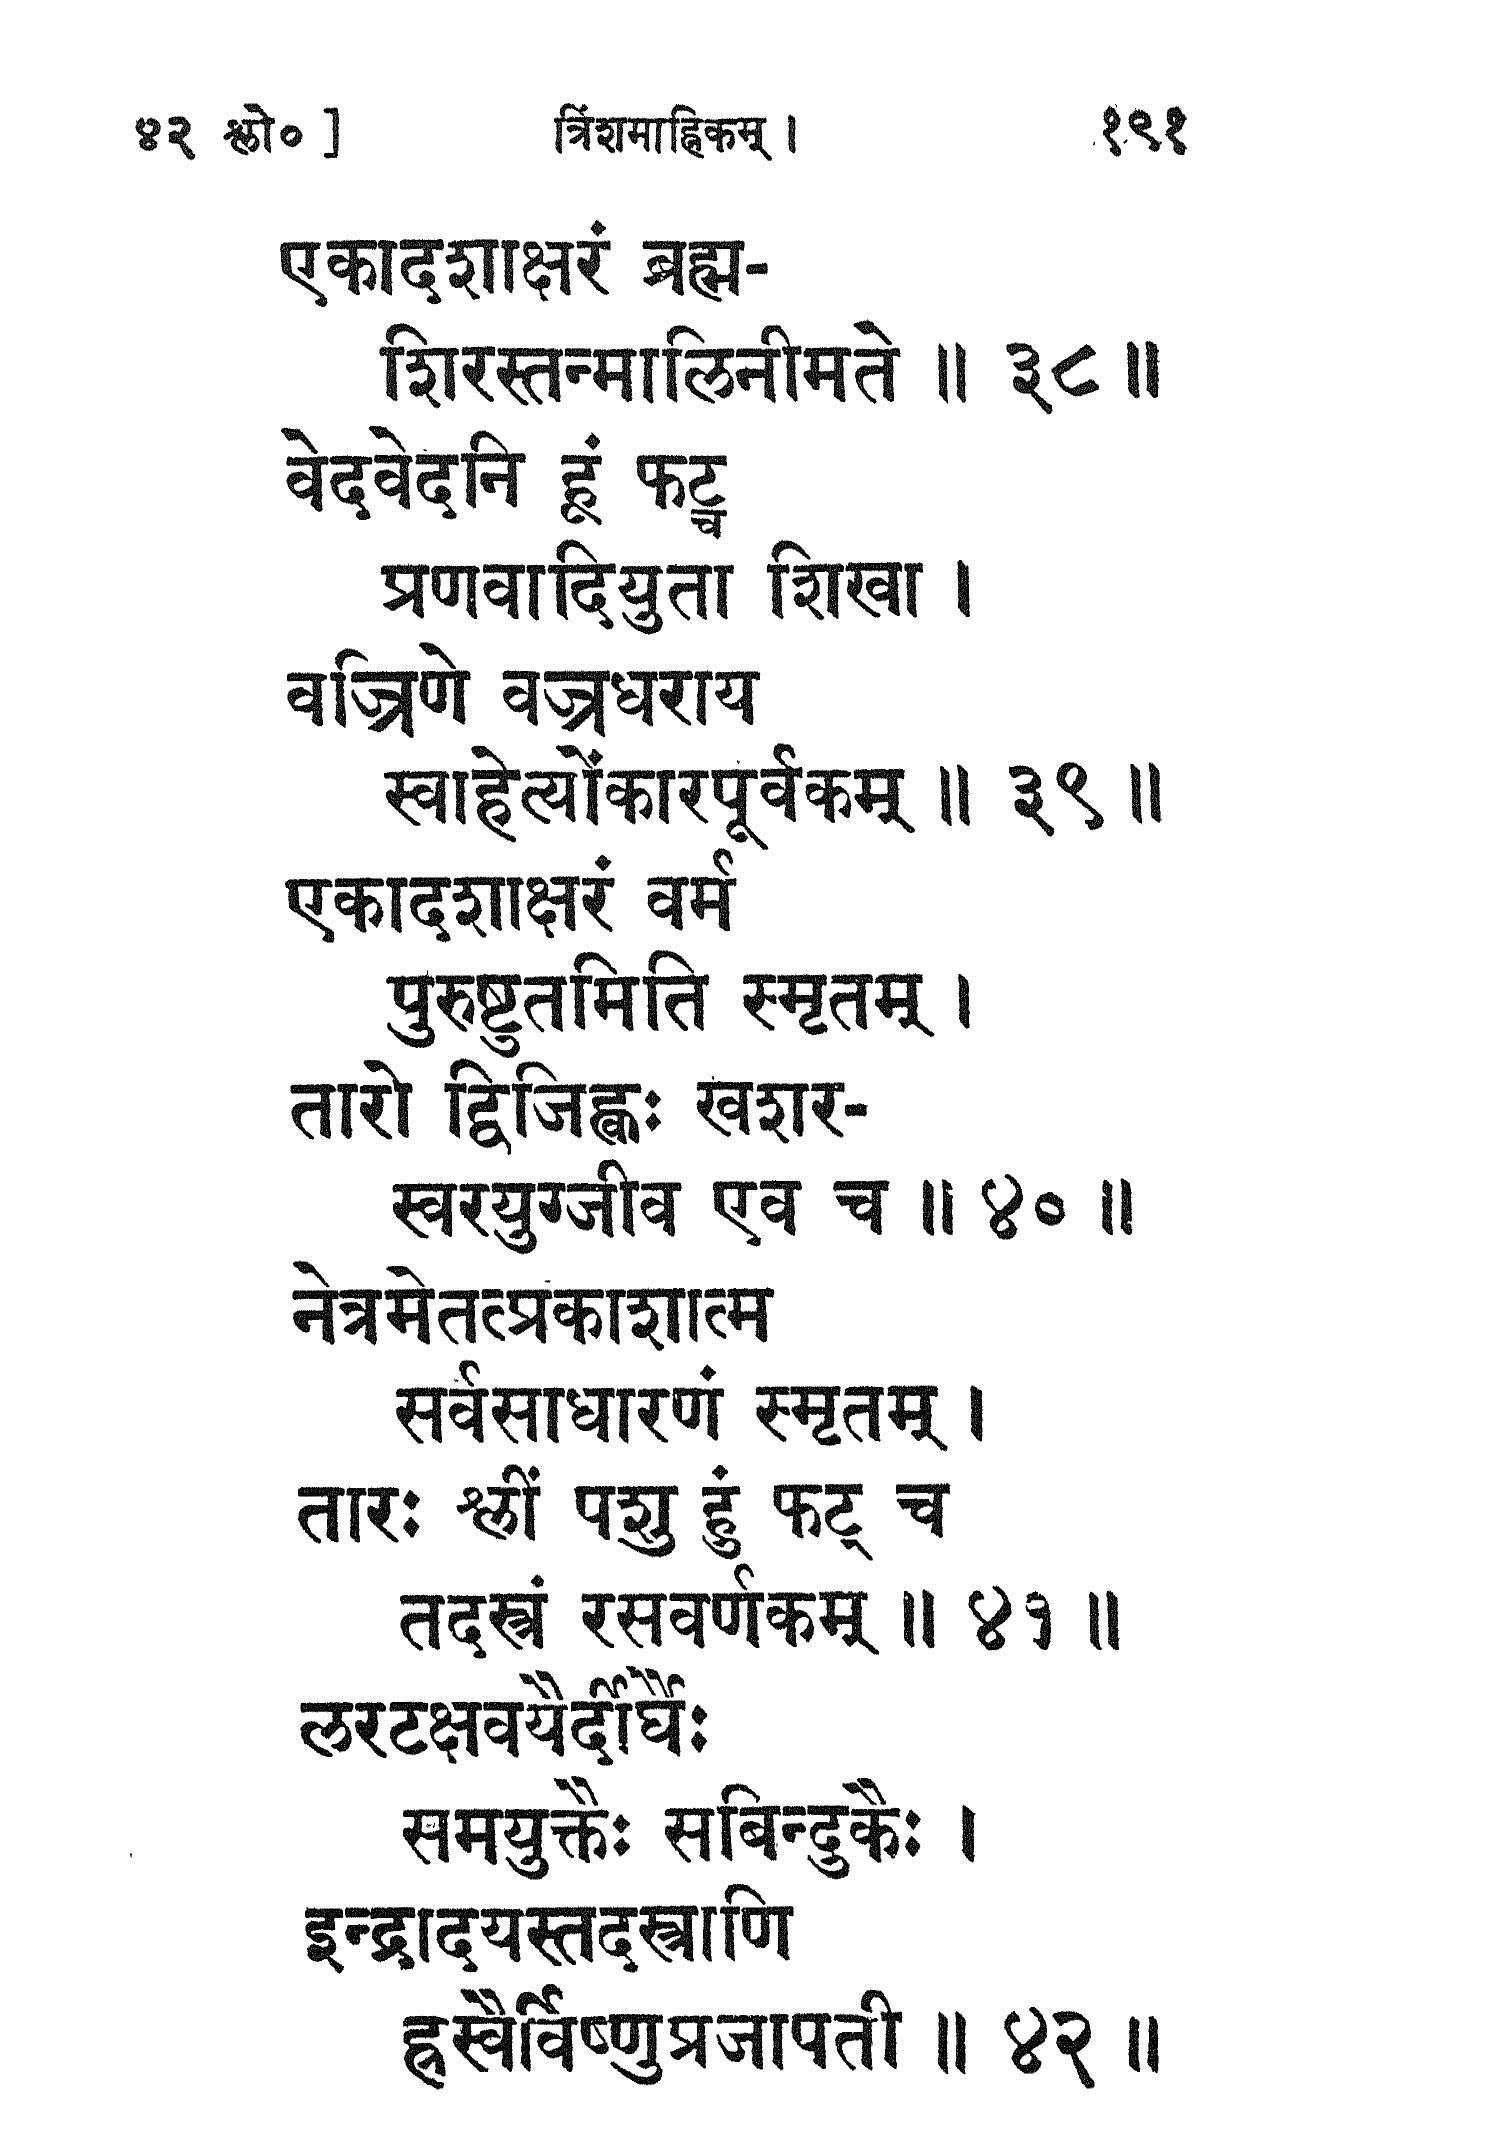 ४२ श्लो० ] त्रिंशमाह्निकम् । १९१
एकादशाक्षरं ब्रह्म-
शिरस्तन्मालिनीमते ॥ ३८ ॥
वेदवेदनि हूं फट्च
प्रणवादियुता शिखा ।
वज्रिणे वज्रधराय
स्वाहेत्योंकारपूर्वकम् ॥ ३९ ॥
एकादशाक्षरं वर्म
पुरुष्टुतमिति स्मृतम् ।
तारो द्विजिह्वः खशर-
स्वरयुग्जीव एव च ॥ ४० ॥
नेत्रमेतत्प्रकाशात्म
सर्वसाधारणं स्मृतम् ।
तारः श्लीं पशु हुं फट् च
तदस्त्रं रसवर्णकम् ॥ ४१ ॥
लरटक्षवयैर्दीर्घैः
समयुक्तैः सबिन्दुकैः ।
इन्द्रादयस्तदस्त्राणि
ह्रस्वैर्विष्णुप्रजापती ॥ ४२ ॥